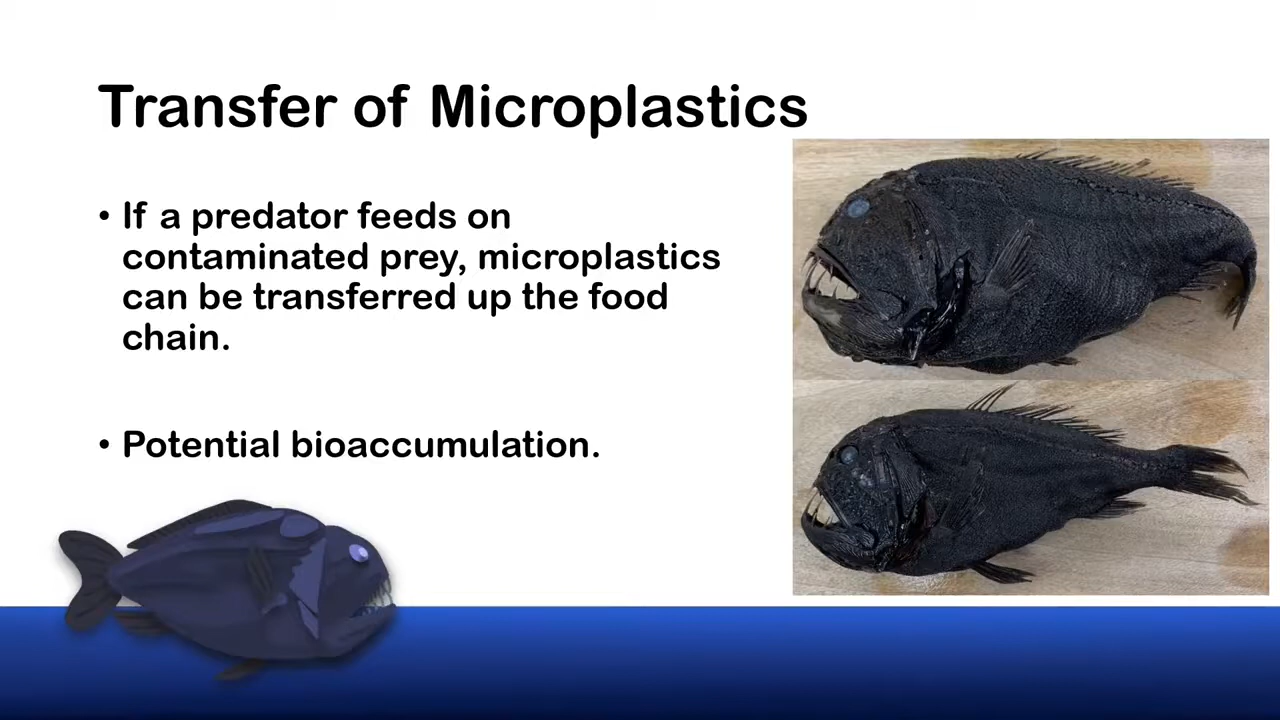 Transfer of Microplastics
• If a predator feeds on
contaminated prey, microplastics
can be transferred up the food
chain.
• Potential bioaccumulation.